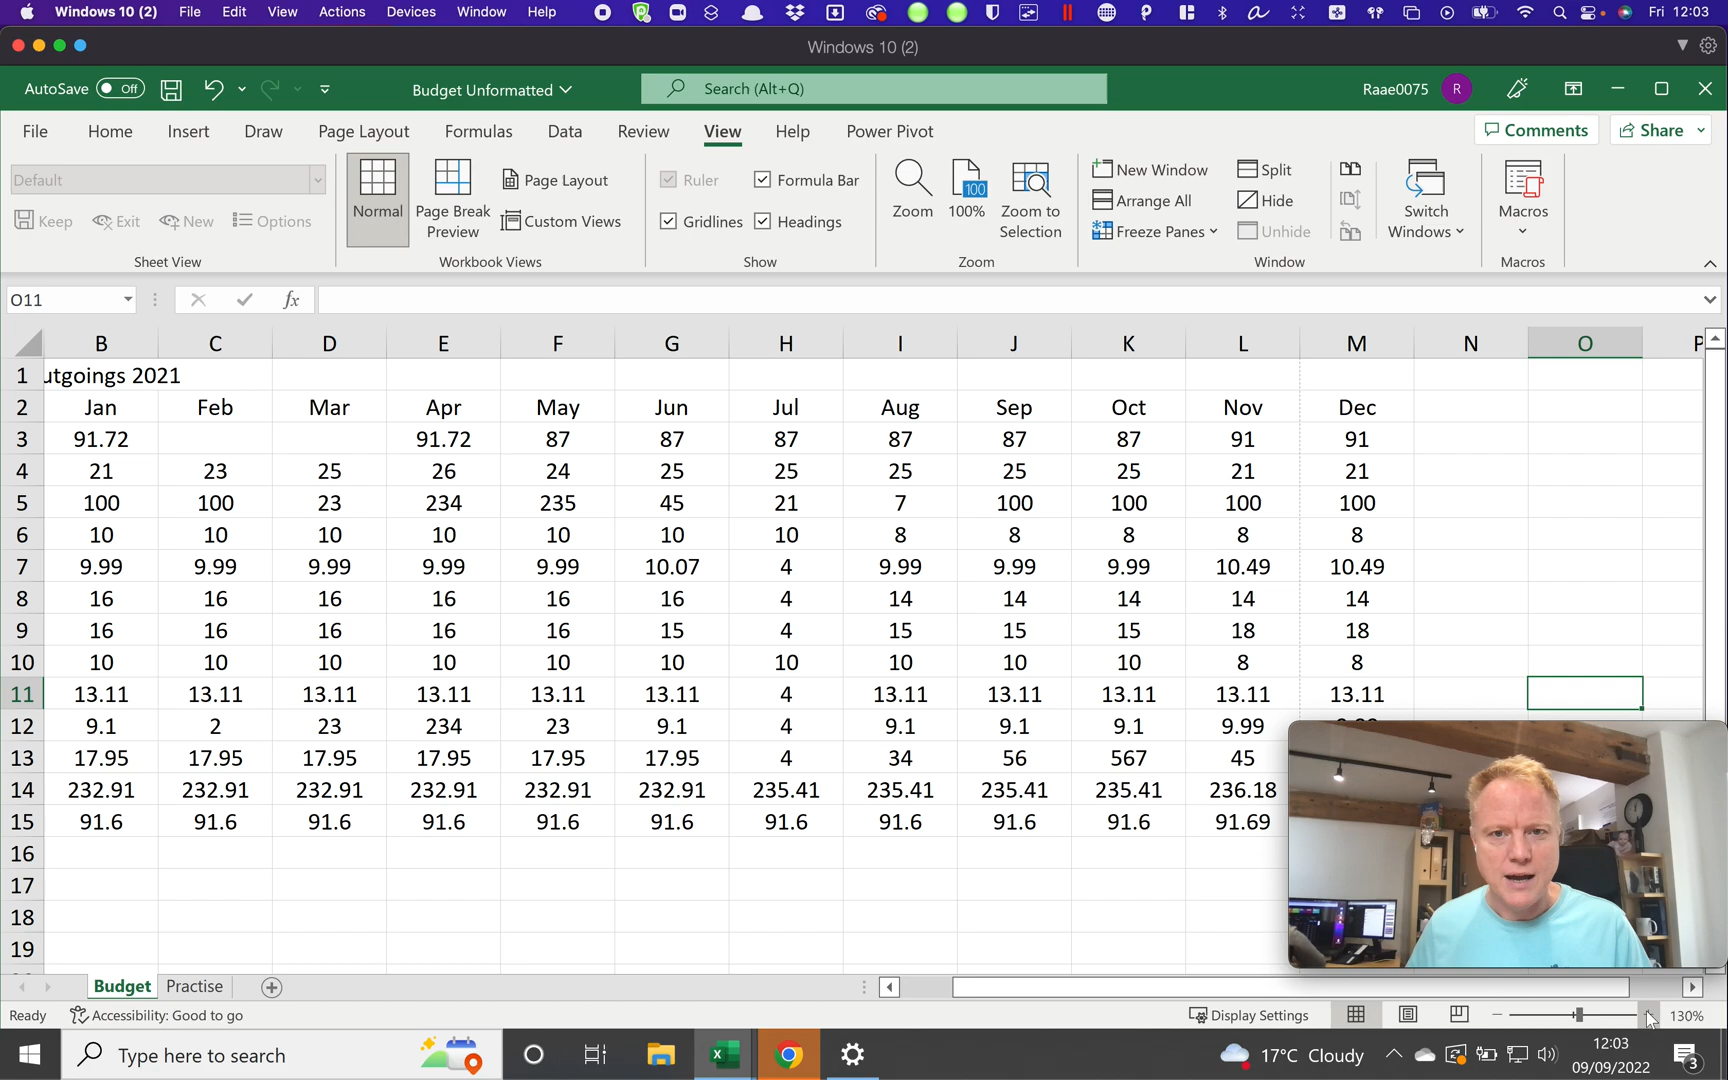 Windows 10 (2) File Edit View Actions Devices Window Help Fri 12:03
Windows 10 (2)
AutoSave Off Budget Unformatted Search (Alt+Q) Raae0075 R
File Home Insert Draw Page Layout Formulas Data Review View Help Power Pivot Comments Share
Default Normal Page Break Preview Page Layout Ruler Formula Bar Zoom 100 100% Zoom to Selection New Window Split Switch Windows Macros
Arrange All Hide
Keep Exit New Options Custom Views Gridlines Headings Freeze Panes Unhide
Sheet View Workbook Views Show Zoom Window Macros
O11 fx
B C D E F G H I J K L M N O
1 utgoings 2021
2 Jan Feb Mar Apr May Jun Jul Aug Sep Oct Nov Dec
3 91.72 91.72 87 87 87 87 87 87 91 91
4 21 23 25 26 24 25 25 25 25 25 21 21
5 100 100 23 234 235 45 21 7 100 100 100 100
6 10 10 10 10 10 10 10 8 8 8 8 8
7 9.99 9.99 9.99 9.99 9.99 10.07 4 9.99 9.99 9.99 10.49 10.49
8 16 16 16 16 16 16 4 14 14 14 14 14
9 16 16 16 16 16 15 4 15 15 15 18 18
10 10 10 10 10 10 10 10 10 10 10 8 8
11 13.11 13.11 13.11 13.11 13.11 13.11 4 13.11 13.11 13.11 13.11 13.11
12 9.1 2 23 234 23 9.1 4 9.1 9.1 9.1 9.99
13 17.95 17.95 17.95 17.95 17.95 17.95 4 34 56 567 45
14 232.91 232.91 232.91 232.91 232.91 232.91 235.41 235.41 235.41 235.41 236.18
15 91.6 91.6 91.6 91.6 91.6 91.6 91.6 91.6 91.6 91.6 91.69
16
17
18
19
Budget Practise
Ready Accessibility: Good to go Display Settings 130%
Type here to search 17°C Cloudy 12:03
09/09/2022 3